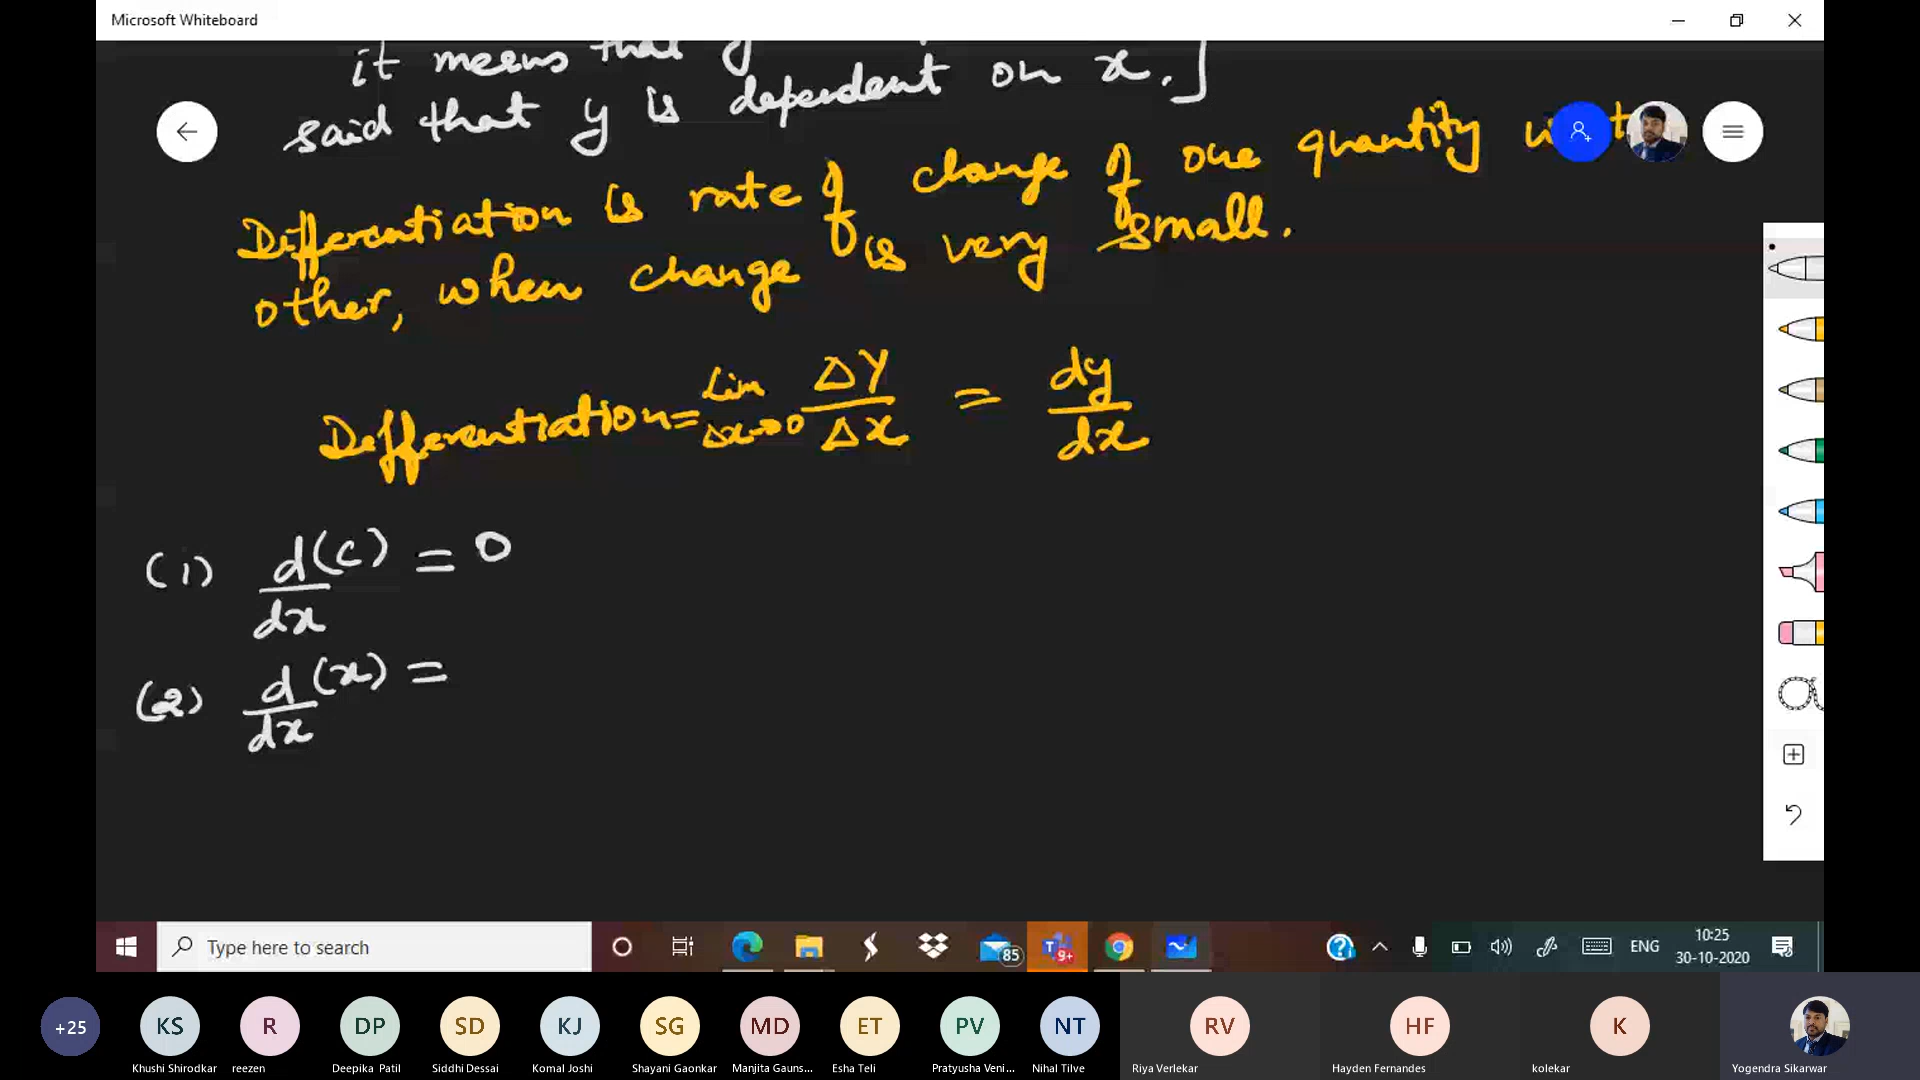 Microsoft Whiteboard
it means that y
said that y is dependent on x.]
Differentiation is rate of change of one quantity
other, when change is very small.
Differentiation = Lim Δx→0 ΔY/Δx = dy/dx
(1) d(c)/dx = 0
(2) d/dx (x) =
Type here to search
85
9+
ENG
10:25
30-10-2020
+25
KS
R
DP
SD
KJ
SG
MD
ET
PV
NT
RV
HF
K
Khushi Shirodkar
reezen
Deepika Patil
Siddhi Dessai
Komal Joshi
Shayani Gaonkar
Manjita Gauns...
Esha Teli
Pratyusha Veni...
Nihal Tilve
Riya Verlekar
Hayden Fernandes
kolekar
Yogendra Sikarwar